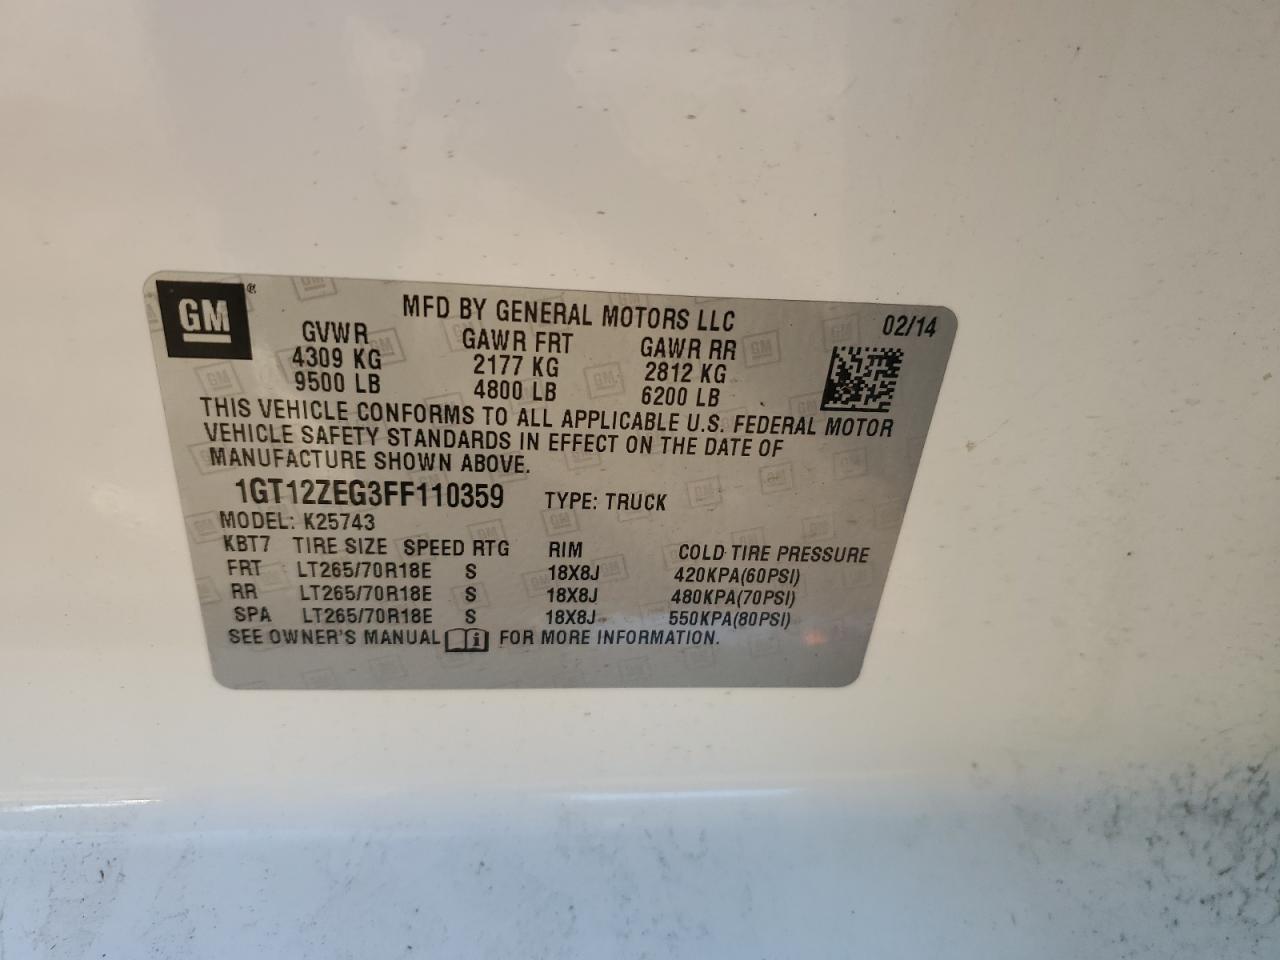 GM ®
MFD BY GENERAL MOTORS LLC 02/14
GVWR GAWR FRT GAWR RR
4309 KG 2177 KG 2812 KG
9500 LB 4800 LB 6200 LB
THIS VEHICLE CONFORMS TO ALL APPLICABLE U.S. FEDERAL MOTOR
VEHICLE SAFETY STANDARDS IN EFFECT ON THE DATE OF
MANUFACTURE SHOWN ABOVE.
1GT12ZEG3FF110359 TYPE: TRUCK
MODEL: K25743
KBT7 TIRE SIZE SPEED RTG RIM COLD TIRE PRESSURE
FRT LT265/70R18E S 18X8J 420KPA(60PSI)
RR LT265/70R18E S 18X8J 480KPA(70PSI)
SPA LT265/70R18E S 18X8J 550KPA(80PSI)
SEE OWNER'S MANUAL i FOR MORE INFORMATION.